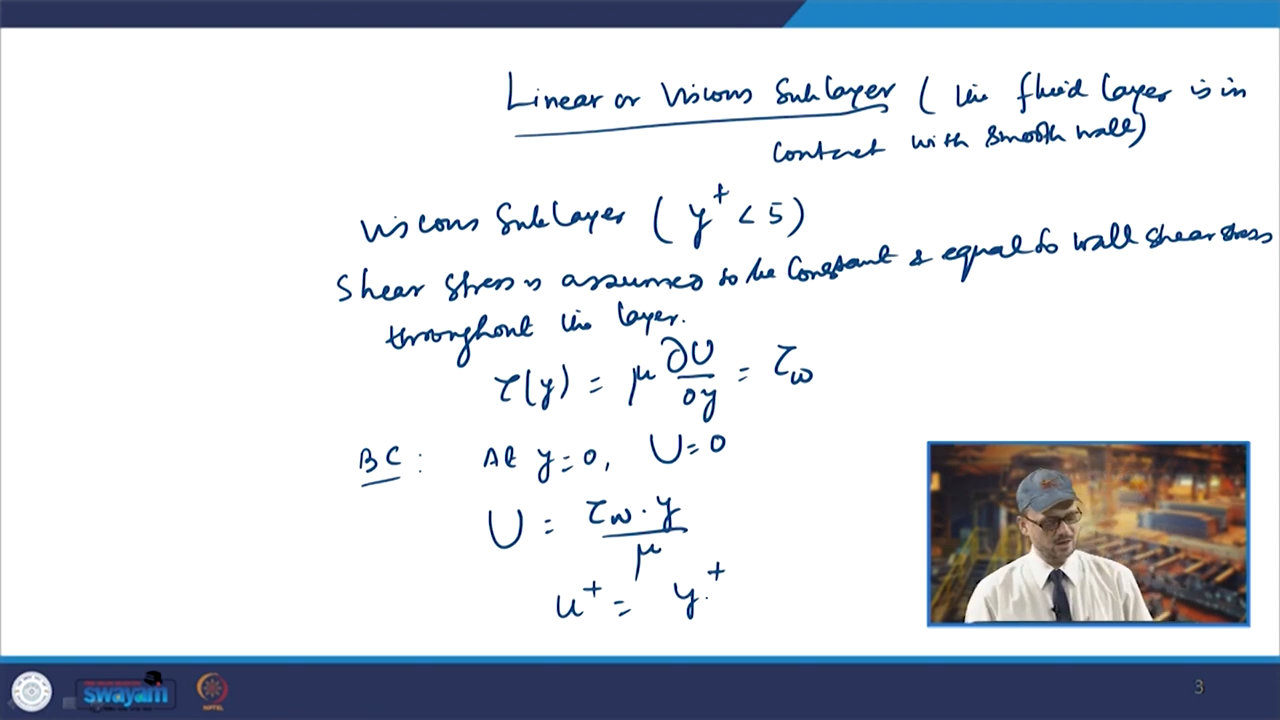 Linear or Viscous Sublayer ( the fluid layer is in
contact with smooth wall)
Viscous Sublayer ( y⁺ < 5 )
Shear stress is assumed to be constant & equal to wall shear stress
throughout the layer.
τ(y) = μ ∂U/∂y = τw
BC : At y=0, U=0
U = τw · y / μ
u⁺ = y⁺
swayam
NPTEL
3